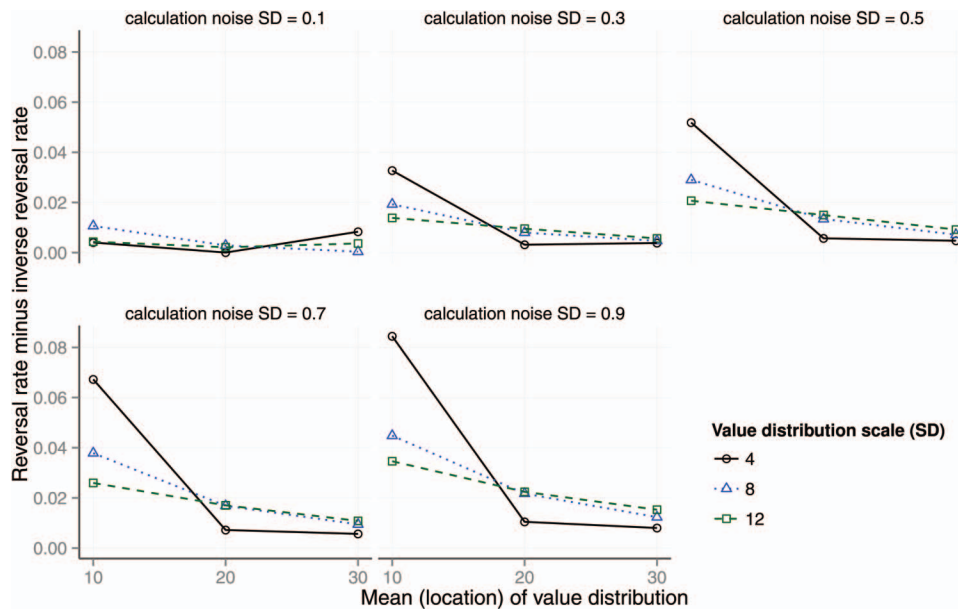 calculation noise SD = 0.1
calculation noise SD = 0.3
calculation noise SD = 0.5
0.08
0.06
0.04
0.02
0.00
calculation noise SD = 0.7
calculation noise SD = 0.9
0.08
0.06
0.04
0.02
0.00
Reversal rate minus inverse reversal rate
10
20
30
10
20
30
Mean (location) of value distribution
Value distribution scale (SD)
4
8
12